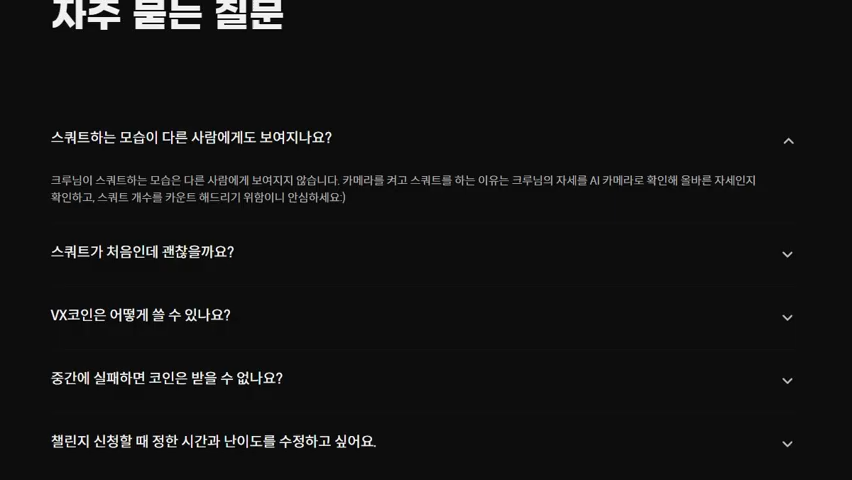 자주 묻는 질문
스쿼트하는 모습이 다른 사람에게도 보여지나요?
크루님이 스쿼트하는 모습은 다른 사람에게 보여지지 않습니다. 카메라를 켜고 스쿼트를 하는 이유는 크루님의 자세를 AI 카메라로 확인해 올바른 자세인지
확인하고, 스쿼트 개수를 카운트 해드리기 위함이니 안심하세요:)
스쿼트가 처음인데 괜찮을까요?
VX코인은 어떻게 쓸 수 있나요?
중간에 실패하면 코인은 받을 수 없나요?
챌린지 신청할 때 정한 시간과 난이도를 수정하고 싶어요.